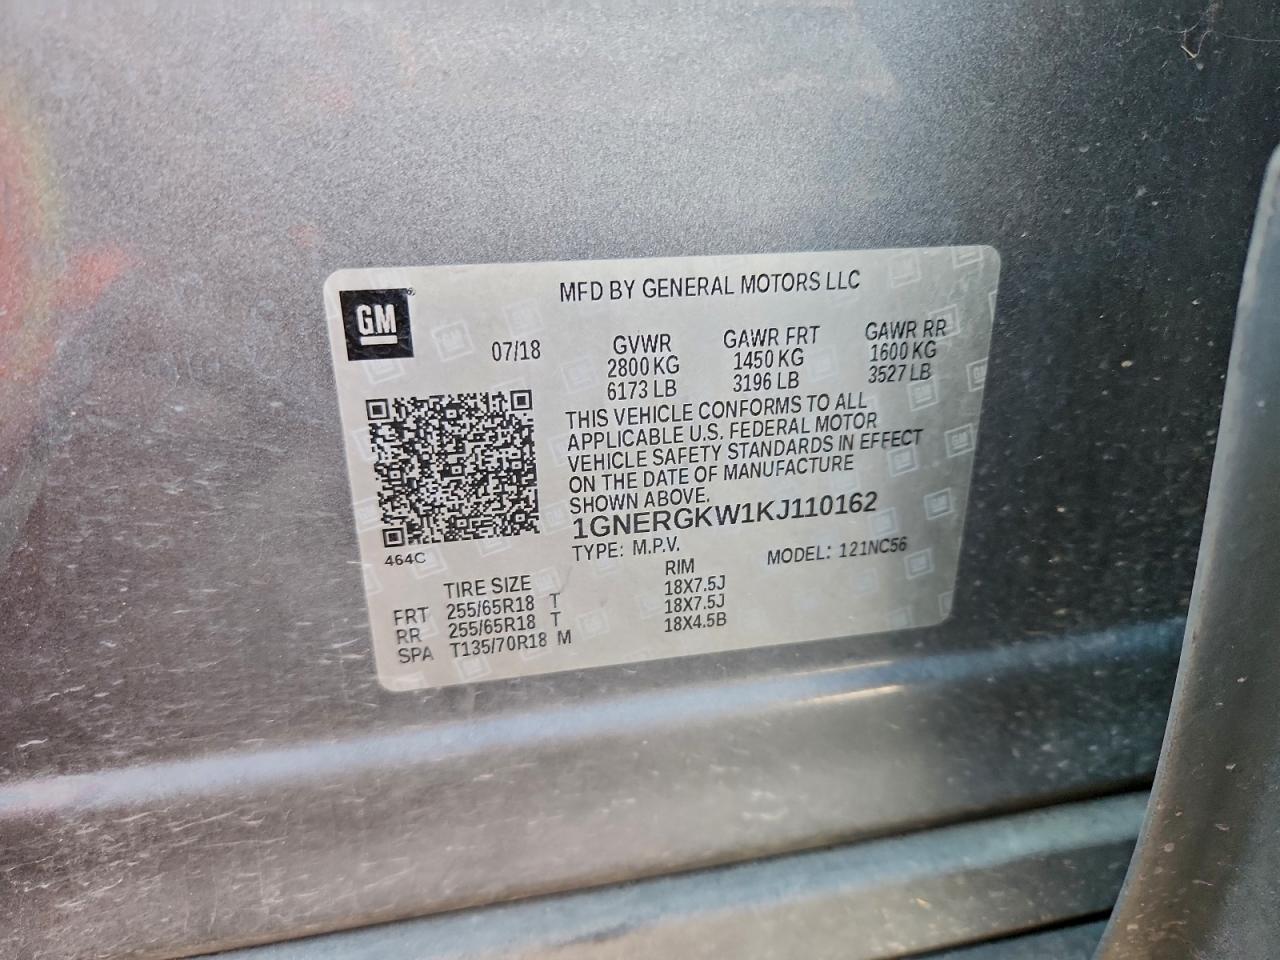 GM
MFD BY GENERAL MOTORS LLC
07/18
GVWR GAWR FRT GAWR RR
2800 KG 1450 KG 1600 KG
6173 LB 3196 LB 3527 LB
THIS VEHICLE CONFORMS TO ALL
APPLICABLE U.S. FEDERAL MOTOR
VEHICLE SAFETY STANDARDS IN EFFECT
ON THE DATE OF MANUFACTURE
SHOWN ABOVE.
1GNERGKW1KJ110162
464C
TYPE: M.P.V. MODEL: 121NC56
TIRE SIZE RIM
FRT 255/65R18 T 18X7.5J
RR 255/65R18 T 18X7.5J
SPA T135/70R18 M 18X4.5B